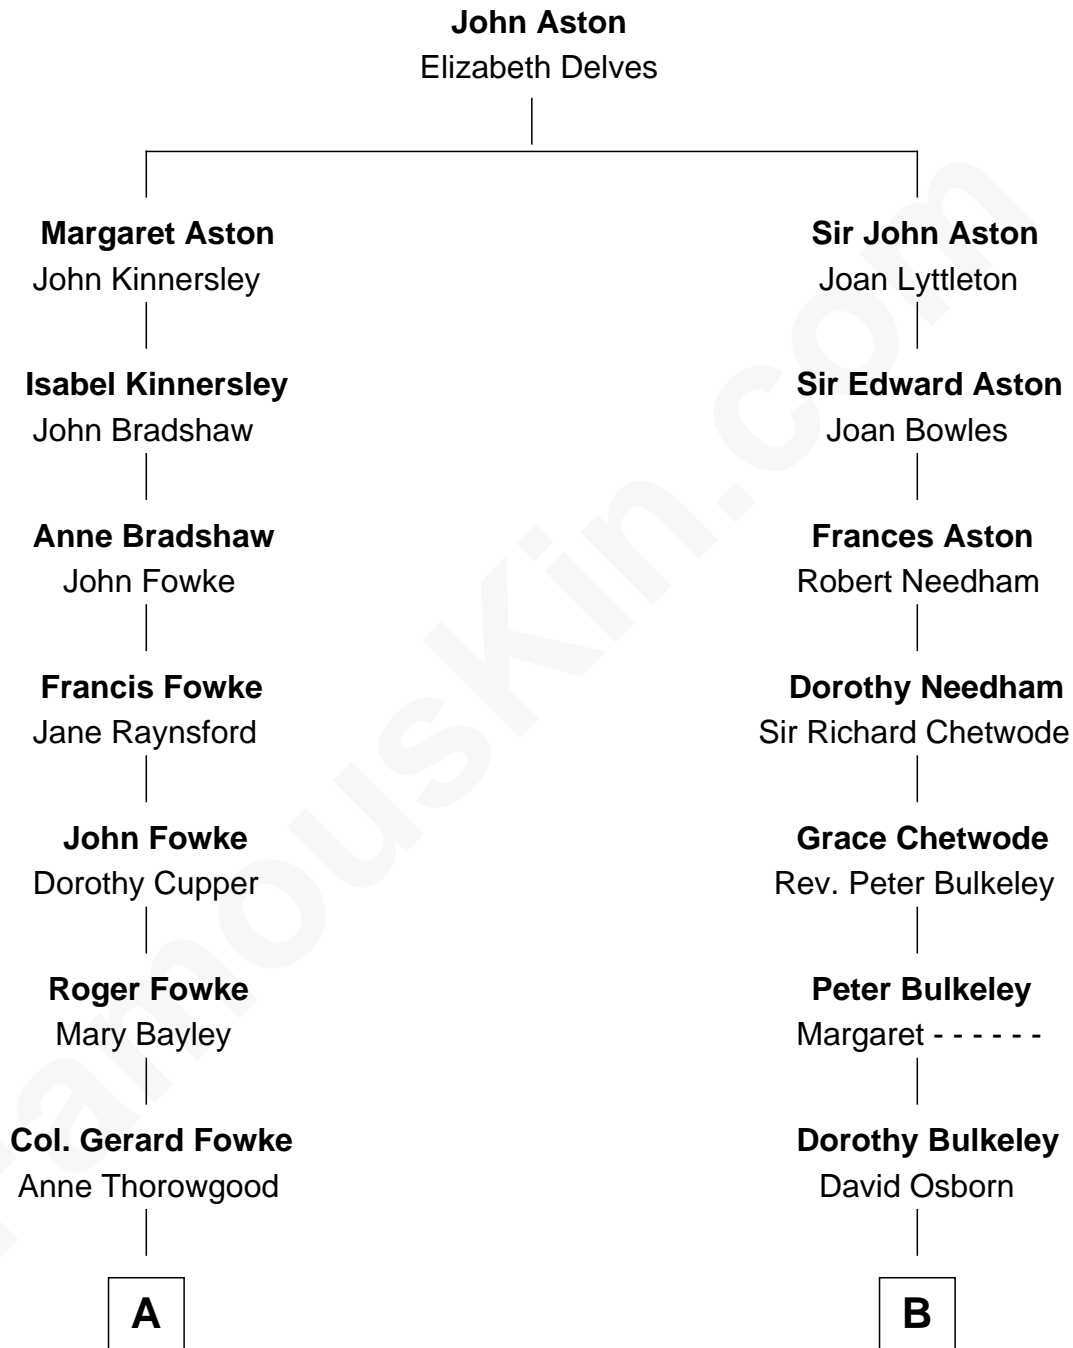 John Aston
Elizabeth Delves
Margaret Aston
John Kinnersley
Sir John Aston
Joan Lyttleton
Isabel Kinnersley
John Bradshaw
Sir Edward Aston
Joan Bowles
Anne Bradshaw
John Fowke
Frances Aston
Robert Needham
Francis Fowke
Jane Raynsford
Dorothy Needham
Sir Richard Chetwode
John Fowke
Dorothy Cupper
Grace Chetwode
Rev. Peter Bulkeley
Roger Fowke
Mary Bayley
Peter Bulkeley
Margaret - - - - - -
Col. Gerard Fowke
Anne Thorowgood
Dorothy Bulkeley
David Osborn
A
B
FamousKin.com